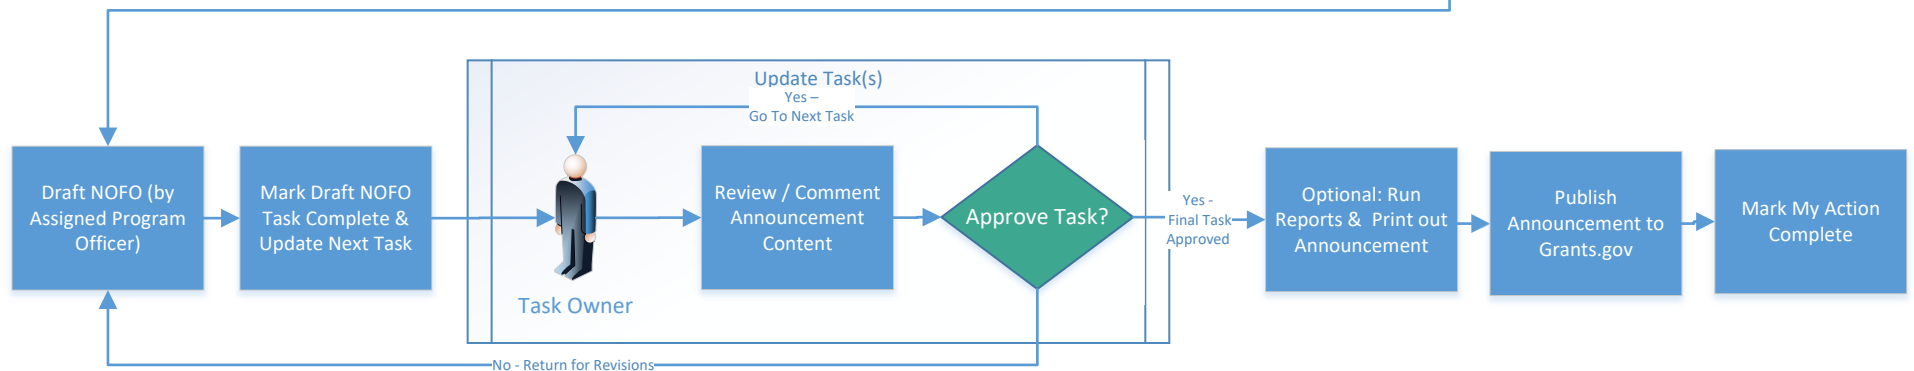 Update Task(s)
Yes –
Go To Next Task
Draft NOFO (by
Assigned Program
Officer)
Mark Draft NOFO
Task Complete &
Update Next Task
Task Owner
Review / Comment
Announcement
Content
Approve Task?
Yes -
Final Task
Approved
Optional: Run
Reports & Print out
Announcement
Publish
Announcement to
Grants.gov
Mark My Action
Complete
No - Return for Revisions